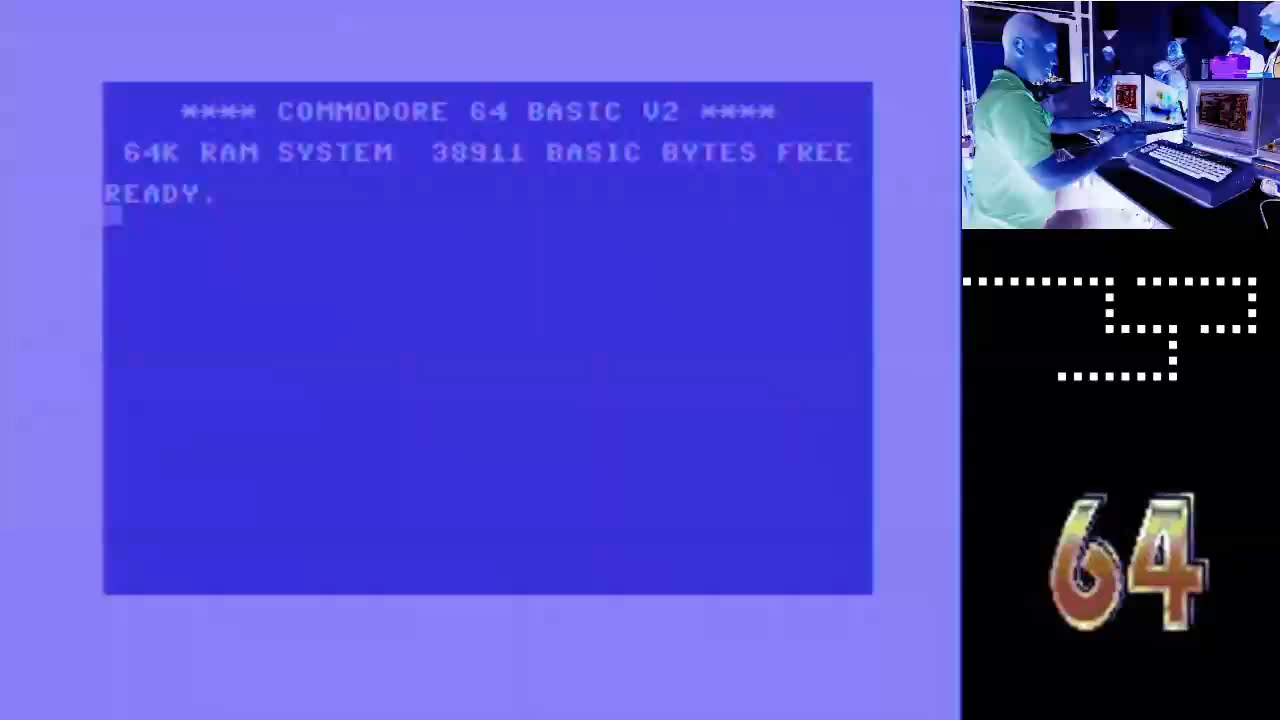 **** COMMODORE 64 BASIC V2 ****
64K RAM SYSTEM 38911 BASIC BYTES FREE
READY.
64